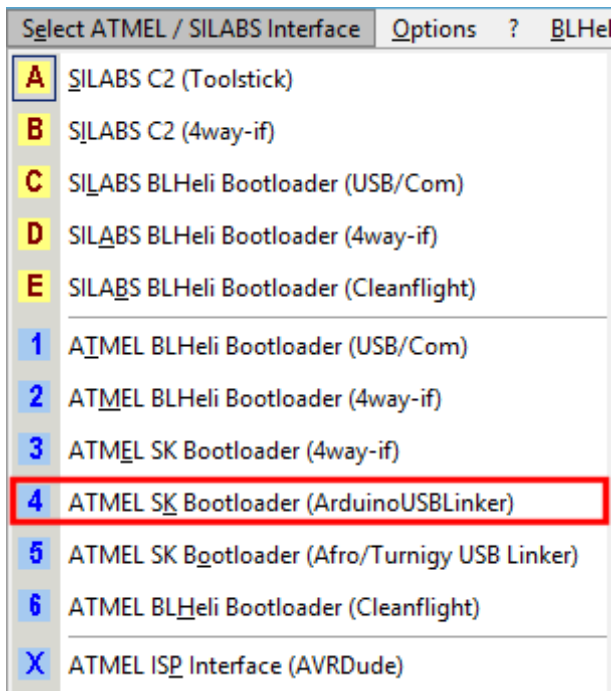 Select ATMEL / SILABS Interface Options ? BLHel
A SILABS C2 (Toolstick)
B SILABS C2 (4way-if)
C SILABS BLHeli Bootloader (USB/Com)
D SILABS BLHeli Bootloader (4way-if)
E SILABS BLHeli Bootloader (Cleanflight)
1 ATMEL BLHeli Bootloader (USB/Com)
2 ATMEL BLHeli Bootloader (4way-if)
3 ATMEL SK Bootloader (4way-if)
4 ATMEL SK Bootloader (ArduinoUSBLinker)
5 ATMEL SK Bootloader (Afro/Turnigy USB Linker)
6 ATMEL BLHeli Bootloader (Cleanflight)
X ATMEL ISP Interface (AVRDude)